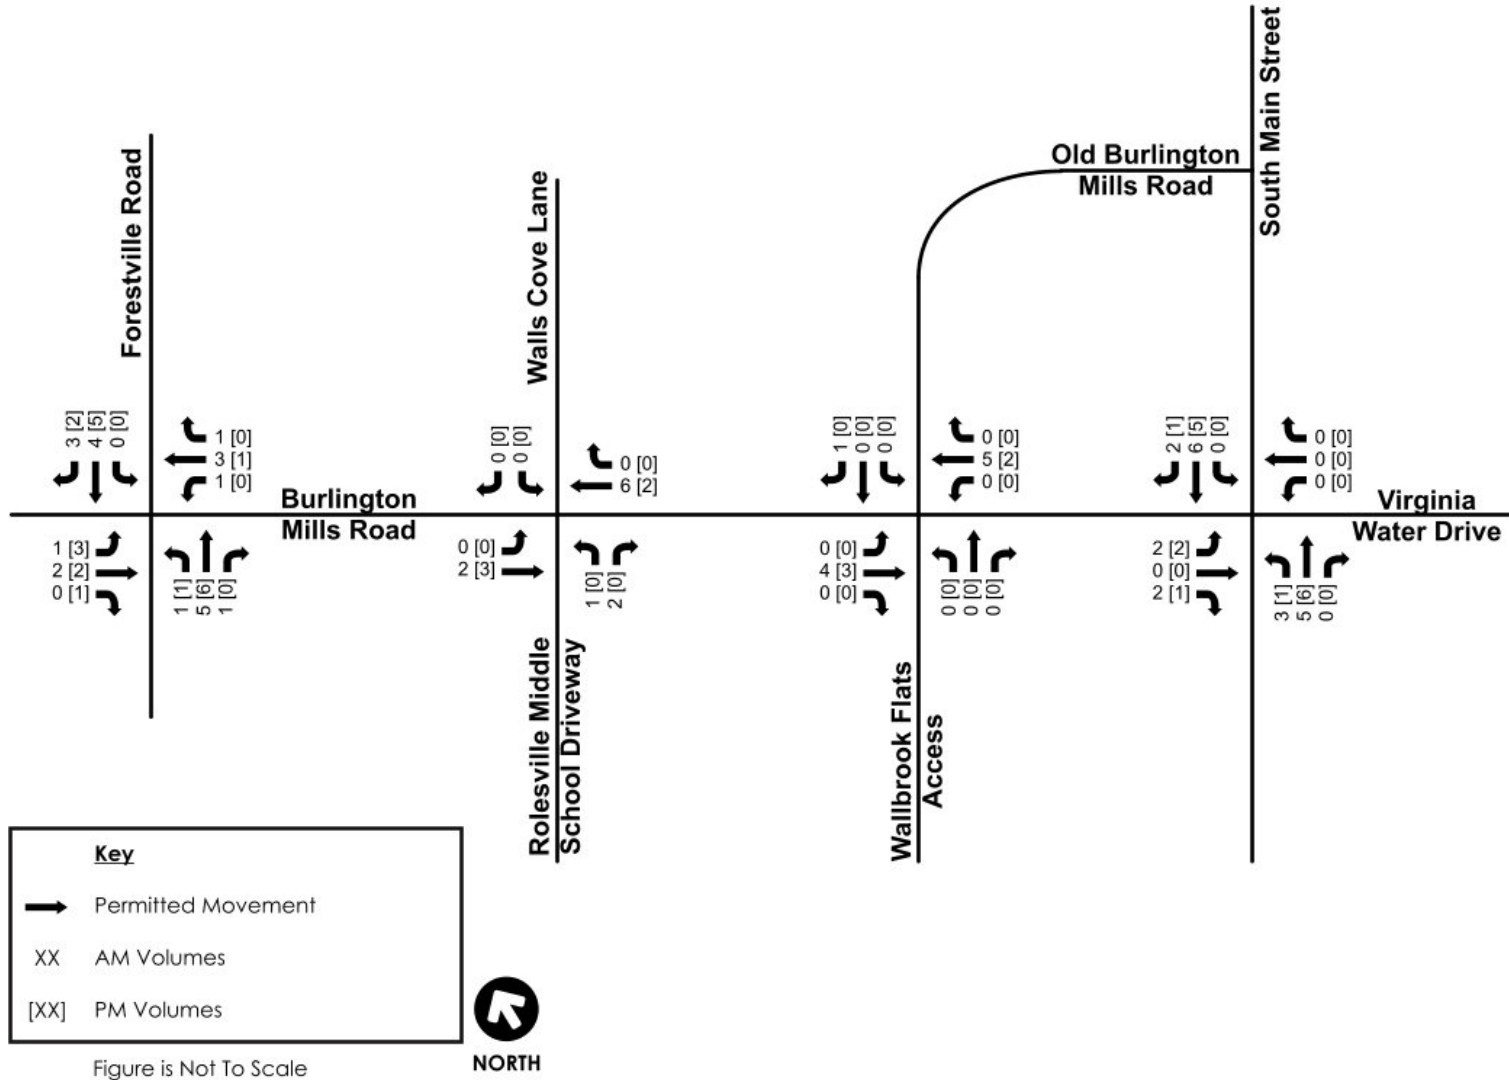 South Main Street
Old Burlington
Mills Road
Forestville Road
Walls Cove Lane
3 [2]
4 [5]
0 [0]
1 [0]
3 [1]
1 [0]
0 [0]
0 [0]
0 [0]
6 [2]
1 [0]
0 [0]
0 [0]
0 [0]
5 [2]
0 [0]
2 [1]
6 [5]
0 [0]
0 [0]
0 [0]
0 [0]
Burlington
Mills Road
Virginia
Water Drive
1 [3]
2 [2]
0 [1]
1 [1]
5 [6]
1 [0]
0 [0]
2 [3]
1 [0]
2 [0]
0 [0]
4 [3]
0 [0]
0 [0]
0 [0]
0 [0]
2 [2]
0 [0]
2 [1]
3 [1]
5 [6]
0 [0]
Rolesville Middle
School Driveway
Wallbrook Flats
Access
Key
Permitted Movement
XX AM Volumes
[XX] PM Volumes
Figure is Not To Scale
NORTH